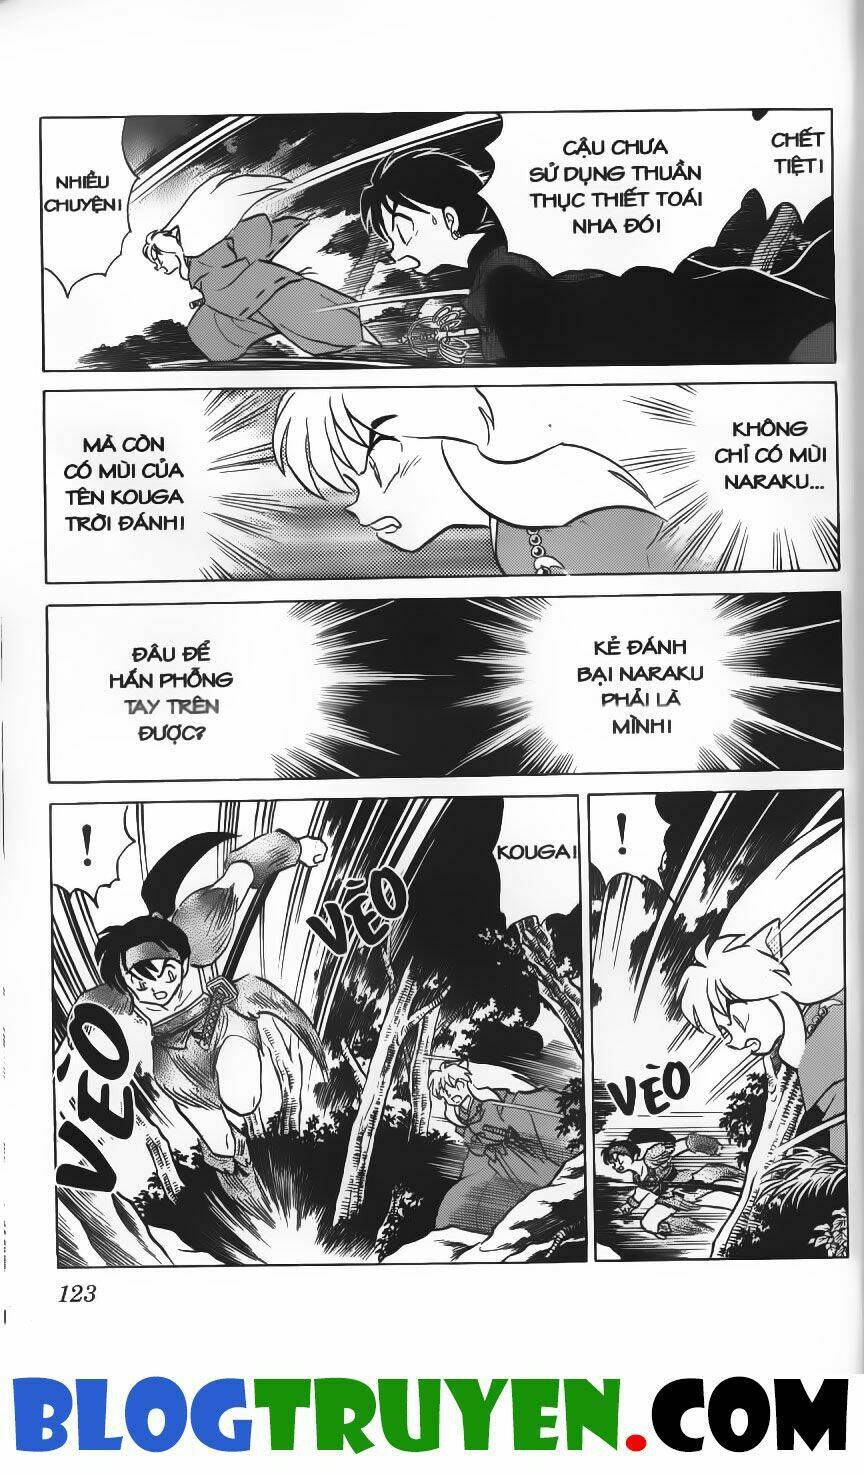 CHẾT
TIỆT!
CẬU CHƯA
SỬ DỤNG THUẦN
THỤC THIẾT TOÁI
NHA ĐÓ!
NHIỀU
CHUYỆN!
KHÔNG
CHỈ CÓ MÙI
NARAKU...
MÀ CÒN
CÓ MÙI CỦA
TÊN KOUGA
TRỜI ĐÁNH!
KẺ ĐÁNH
BẠI NARAKU
PHẢI LÀ
MÌNH!
ĐÂU ĐỂ
HẮN PHỖNG
TAY TRÊN
ĐƯỢC?
!
VÈO
KOUGA!
VÈO
!
VÈO
123
BLOGTRUYEN.COM